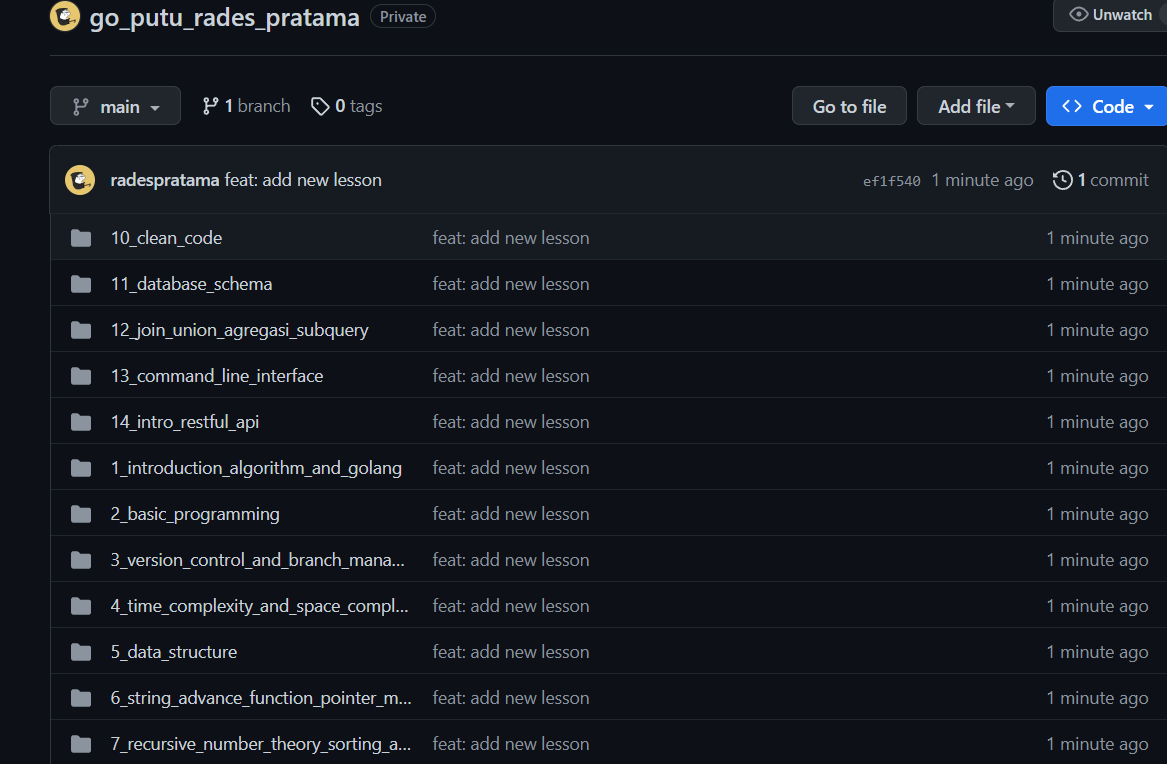 go_putu_rades_pratama Private Unwatch
main 1 branch 0 tags Go to file Add file Code
radespratama feat: add new lesson ef1f540 1 minute ago 1 commit
10_clean_code feat: add new lesson 1 minute ago
11_database_schema feat: add new lesson 1 minute ago
12_join_union_agregasi_subquery feat: add new lesson 1 minute ago
13_command_line_interface feat: add new lesson 1 minute ago
14_intro_restful_api feat: add new lesson 1 minute ago
1_introduction_algorithm_and_golang feat: add new lesson 1 minute ago
2_basic_programming feat: add new lesson 1 minute ago
3_version_control_and_branch_mana... feat: add new lesson 1 minute ago
4_time_complexity_and_space_compl... feat: add new lesson 1 minute ago
5_data_structure feat: add new lesson 1 minute ago
6_string_advance_function_pointer_m... feat: add new lesson 1 minute ago
7_recursive_number_theory_sorting_a... feat: add new lesson 1 minute ago